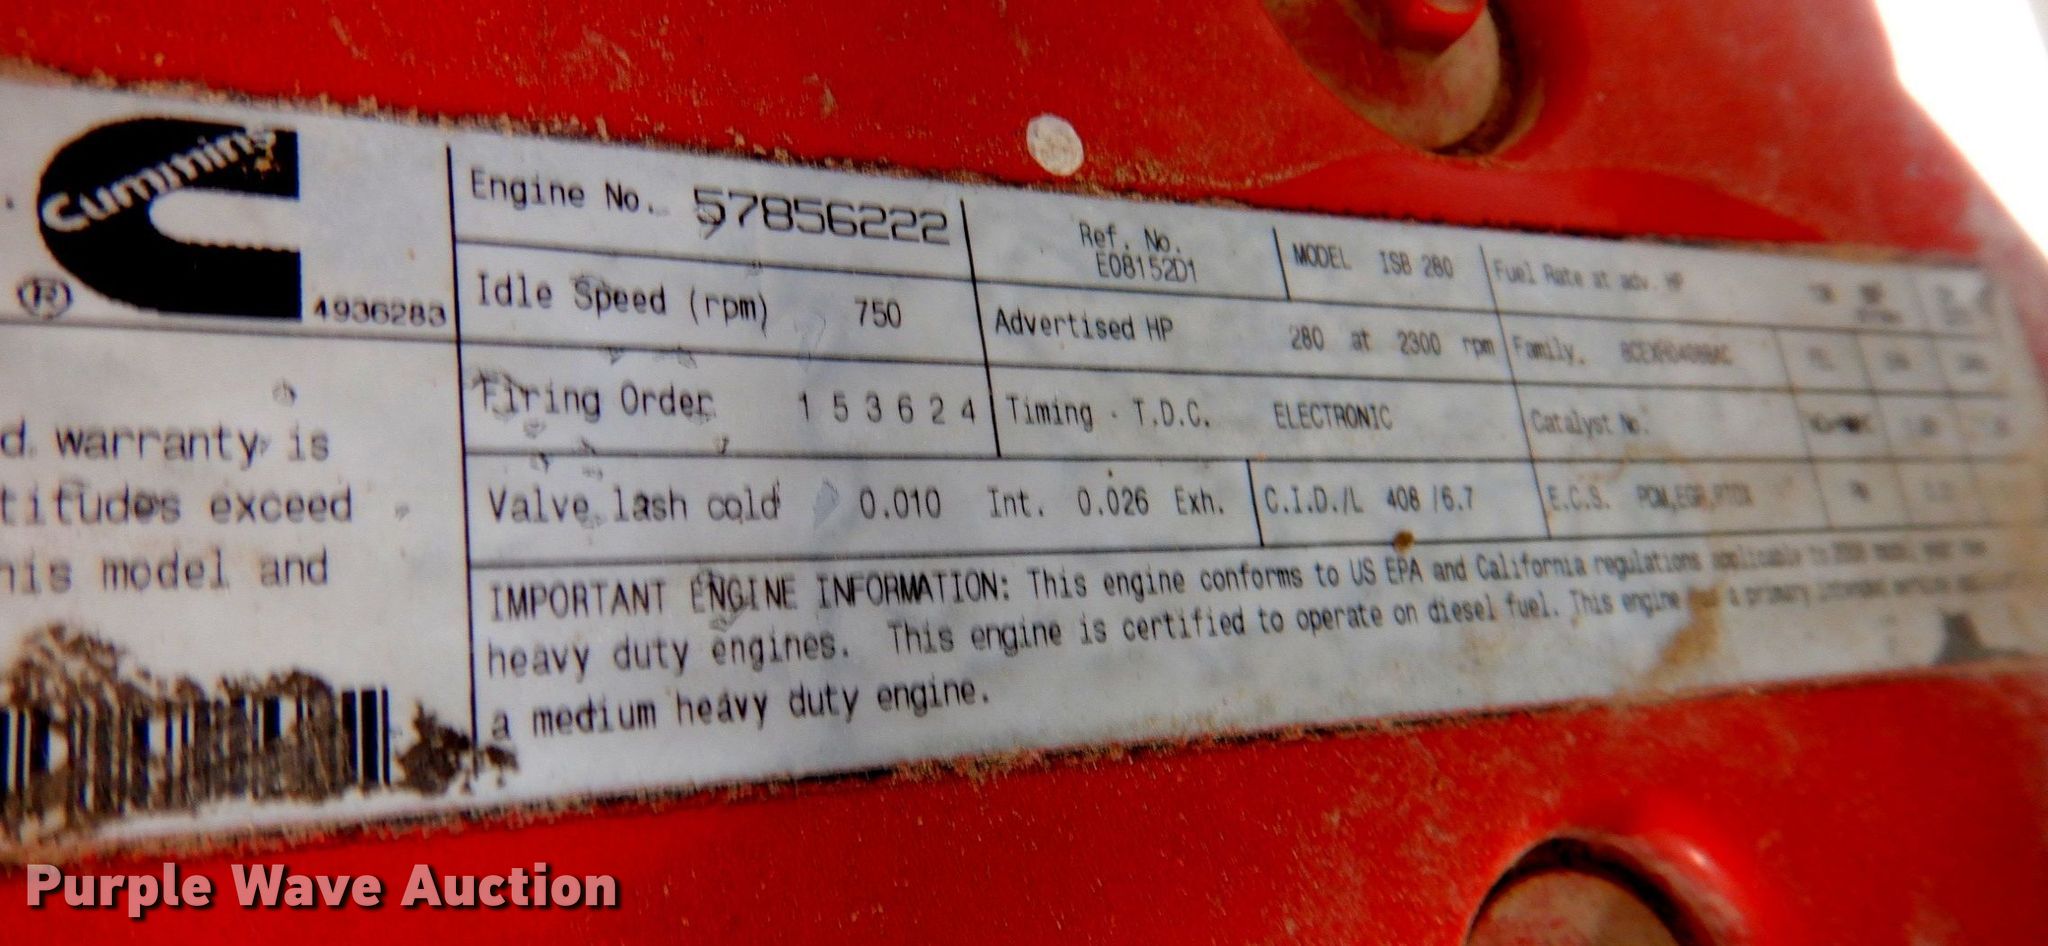 Cummins
®
4936283
Engine No. 57856222
Ref. No.
E08152D1
MODEL ISB 280
Fuel Rate at adv. HP
Idle Speed (rpm) 750
Advertised HP 280 at 2300 rpm
Family.
Firing Order 1 5 3 6 2 4
Timing - T.D.C. ELECTRONIC
Catalyst No.
Valve lash cold 0.010 Int. 0.026 Exh.
C.I.D./L 408 /6.7
E.C.S.
d warranty is
titudes exceed
his model and
IMPORTANT ENGINE INFORMATION: This engine conforms to US EPA and California regulations
heavy duty engines. This engine is certified to operate on diesel fuel. This engine
a medium heavy duty engine.
Purple Wave Auction